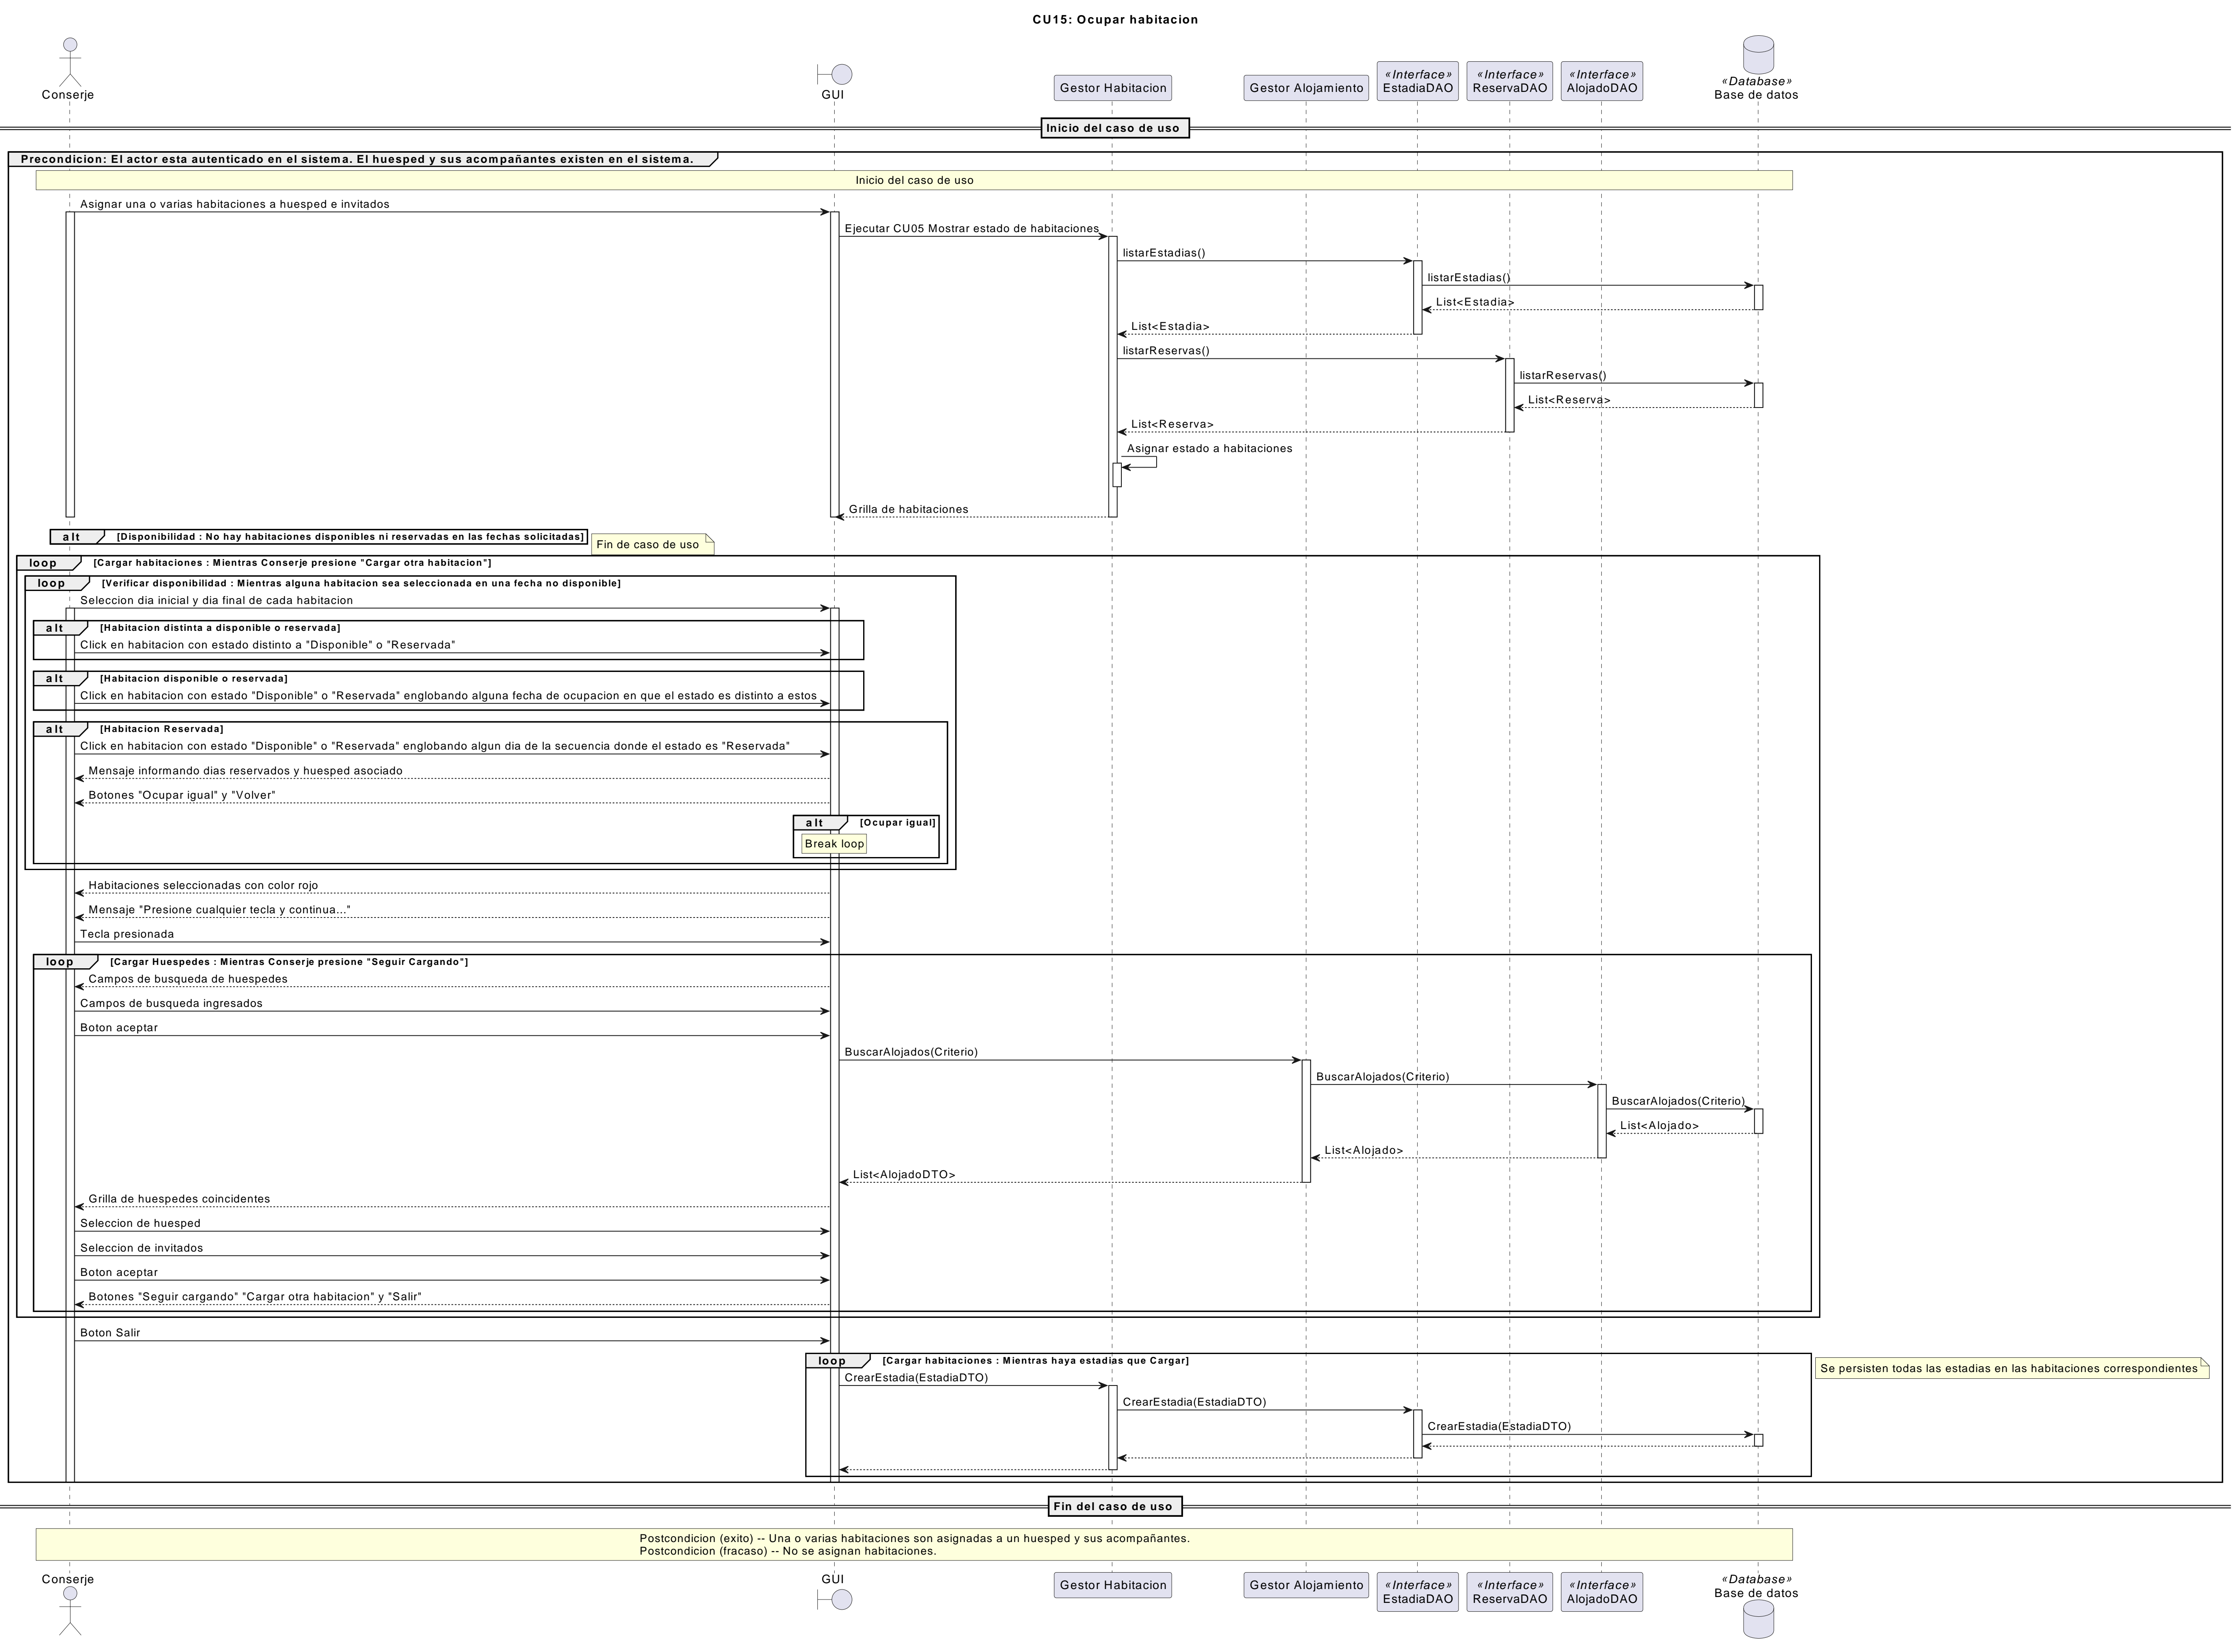 CU15: Ocupar habitacion
Conserje
GUI
Gestor Habitacion
Gestor Alojamiento
«Interface»
EstadiaDAO
«Interface»
ReservaDAO
«Interface»
AlojadoDAO
«Database»
Base de datos
Inicio del caso de uso
Precondicion: El actor esta autenticado en el sistema. El huesped y sus acompañantes existen en el sistema.
Inicio del caso de uso
Asignar una o varias habitaciones a huesped e invitados
Ejecutar CU05 Mostrar estado de habitaciones
listarEstadias()
listarEstadias()
List<Estadia>
List<Estadia>
listarReservas()
listarReservas()
List<Reserva>
List<Reserva>
Asignar estado a habitaciones
Grilla de habitaciones
alt [Disponibilidad : No hay habitaciones disponibles ni reservadas en las fechas solicitadas]
Fin de caso de uso
loop [Cargar habitaciones : Mientras Conserje presione "Cargar otra habitacion"]
loop [Verificar disponibilidad : Mientras alguna habitacion sea seleccionada en una fecha no disponible]
Seleccion dia inicial y dia final de cada habitacion
alt [Habitacion distinta a disponible o reservada]
Click en habitacion con estado distinto a "Disponible" o "Reservada"
alt [Habitacion disponible o reservada]
Click en habitacion con estado "Disponible" o "Reservada" englobando alguna fecha de ocupacion en que el estado es distinto a estos
alt [Habitacion Reservada]
Click en habitacion con estado "Disponible" o "Reservada" englobando algun dia de la secuencia donde el estado es "Reservada"
Mensaje informando dias reservados y huesped asociado
Botones "Ocupar igual" y "Volver"
alt [Ocupar igual]
Break loop
Habitaciones seleccionadas con color rojo
Mensaje "Presione cualquier tecla y continua..."
Tecla presionada
loop [Cargar Huespedes : Mientras Conserje presione "Seguir Cargando"]
Campos de busqueda de huespedes
Campos de busqueda ingresados
Boton aceptar
BuscarAlojados(Criterio)
BuscarAlojados(Criterio)
BuscarAlojados(Criterio)
List<Alojado>
List<Alojado>
List<AlojadoDTO>
Grilla de huespedes coincidentes
Seleccion de huesped
Seleccion de invitados
Boton aceptar
Botones "Seguir cargando" "Cargar otra habitacion" y "Salir"
Boton Salir
loop [Cargar habitaciones : Mientras haya estadias que Cargar]
Se persisten todas las estadias en las habitaciones correspondientes
CrearEstadia(EstadiaDTO)
CrearEstadia(EstadiaDTO)
CrearEstadia(EstadiaDTO)
Fin del caso de uso
Postcondicion (exito) -- Una o varias habitaciones son asignadas a un huesped y sus acompañantes.
Postcondicion (fracaso) -- No se asignan habitaciones.
Conserje
GUI
Gestor Habitacion
Gestor Alojamiento
«Interface»
EstadiaDAO
«Interface»
ReservaDAO
«Interface»
AlojadoDAO
«Database»
Base de datos